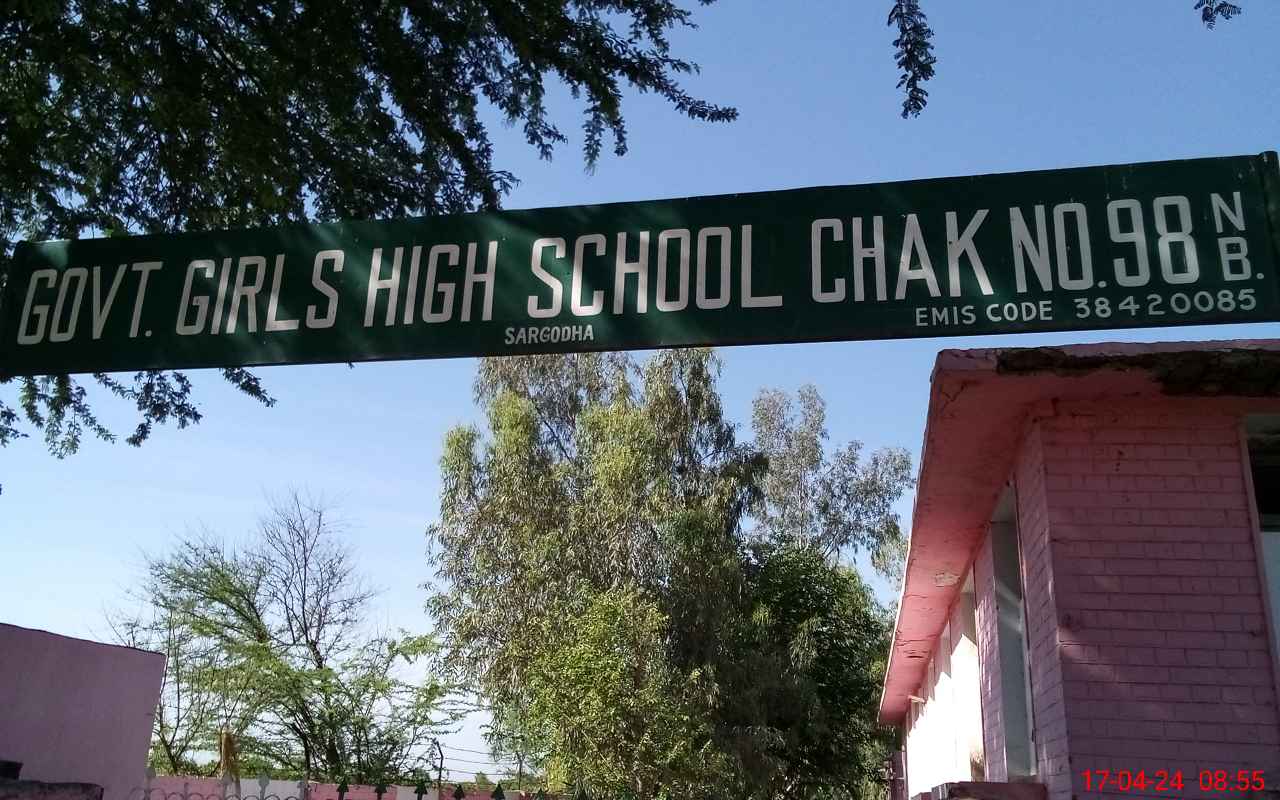 GOVT. GIRLS HIGH SCHOOL CHAK NO.98 N B.
SARGODHA
EMIS CODE 38420085
17-04-24 08:55